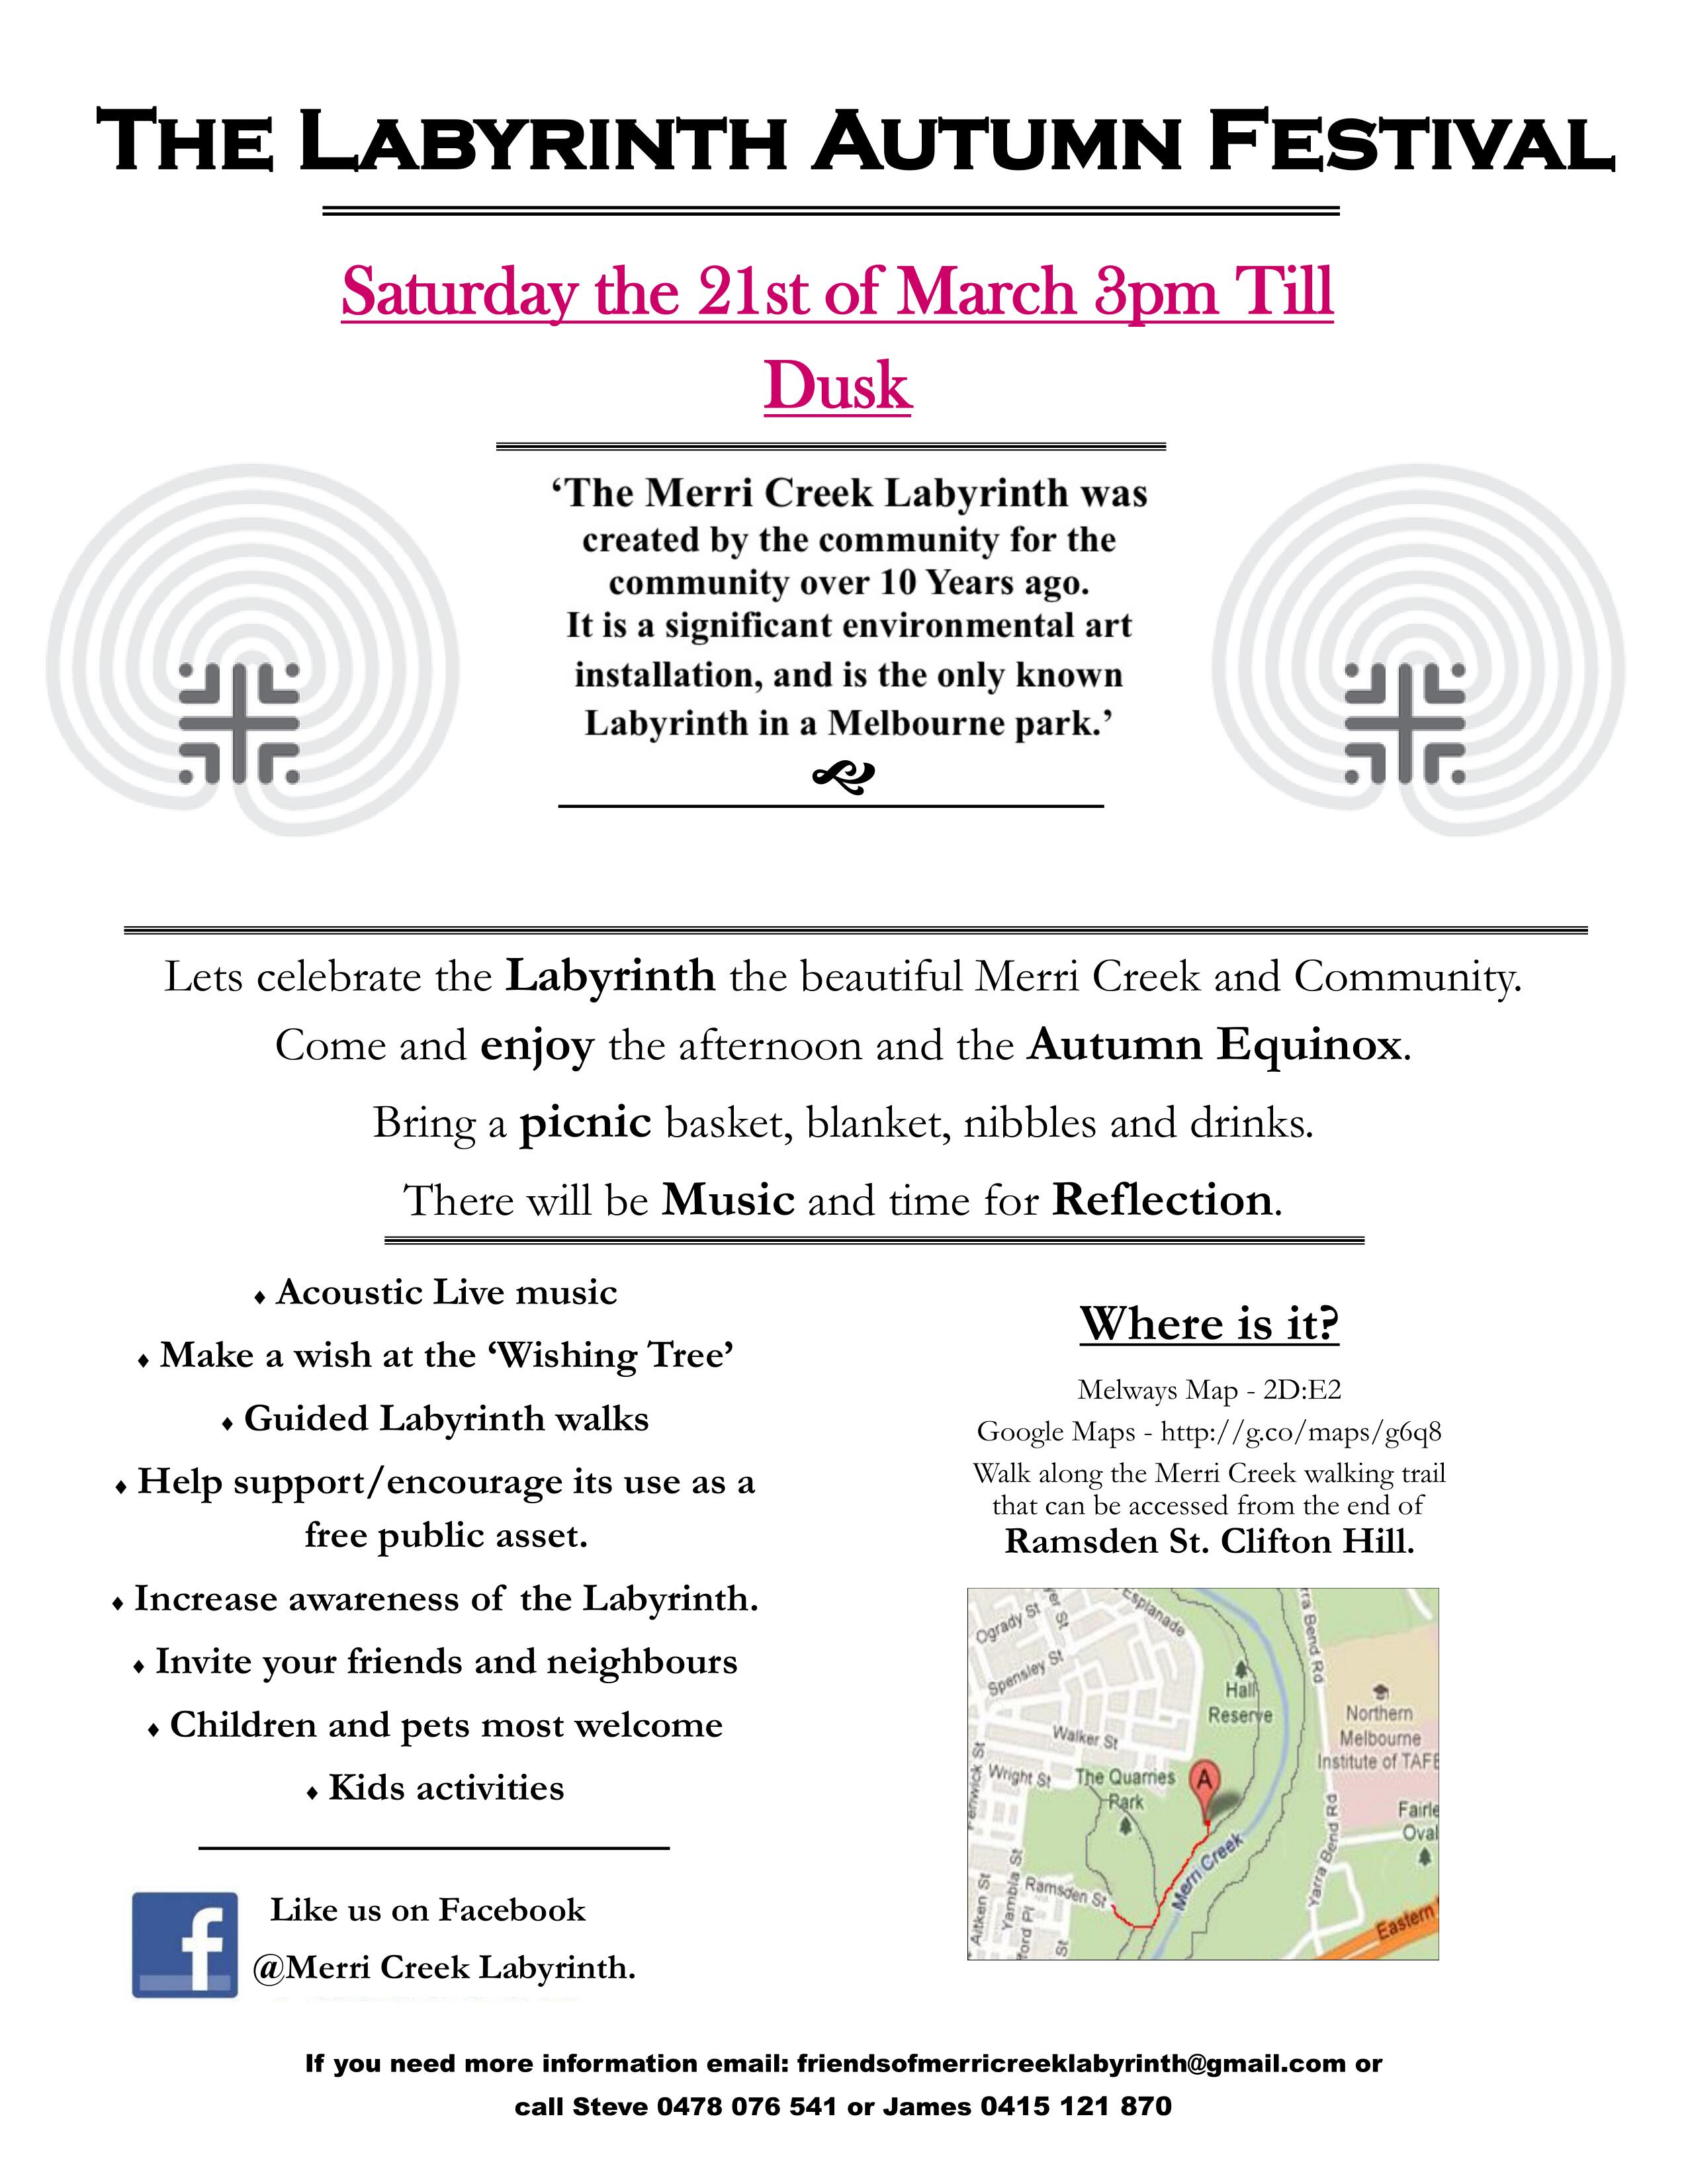 The Labyrinth Autumn Festival
Saturday the 21st of March 3pm Till
Dusk
‘The Merri Creek Labyrinth was
created by the community for the
community over 10 Years ago.
It is a significant environmental art
installation, and is the only known
Labyrinth in a Melbourne park.’
Lets celebrate the Labyrinth the beautiful Merri Creek and Community.
Come and enjoy the afternoon and the Autumn Equinox.
Bring a picnic basket, blanket, nibbles and drinks.
There will be Music and time for Reflection.
♦ Acoustic Live music
♦ Make a wish at the ‘Wishing Tree’
♦ Guided Labyrinth walks
♦ Help support/encourage its use as a
free public asset.
♦ Increase awareness of the Labyrinth.
♦ Invite your friends and neighbours
♦ Children and pets most welcome
♦ Kids activities
Like us on Facebook
@Merri Creek Labyrinth.
Where is it?
Melways Map - 2D:E2
Google Maps - http://g.co/maps/g6q8
Walk along the Merri Creek walking trail
that can be accessed from the end of
Ramsden St. Clifton Hill.
Esplanade
Ogrady St
er St
Spensley St
rra Bend Rd
Hall
Reserve
Northern
Melbourne
Institute of TAFE
Walker St
Wright St
The Quarries
Park
A
Fenwick St
Fairle
Oval
Yarra Bend Rd
Merri Creek
Ramsden St
Aitken St
Yambla St
ford Pl
St
Eastern
If you need more information email: friendsofmerricreeklabyrinth@gmail.com or
call Steve 0478 076 541 or James 0415 121 870